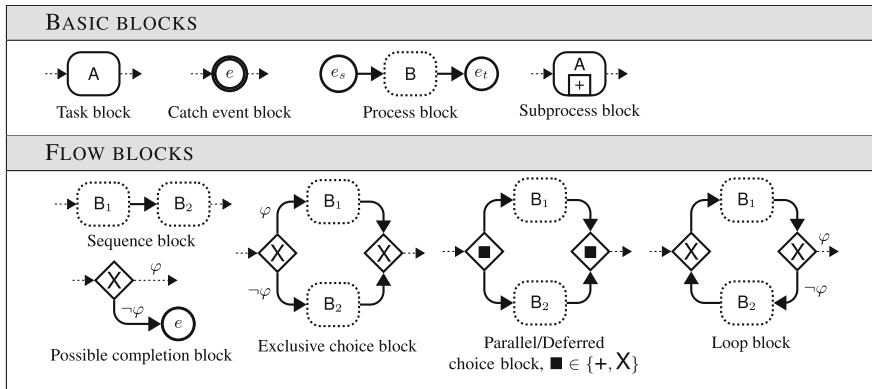 BASIC BLOCKS
A
e
e_s
B
e_t
A
+
Task block
Catch event block
Process block
Subprocess block
FLOW BLOCKS
B₁
B₂
Sequence block
X
φ
¬φ
e
Possible completion block
φ
B₁
X
X
¬φ
B₂
Exclusive choice block
B₁
■
■
B₂
Parallel/Deferred
choice block, ■ ∈ {+, X}
B₁
X
X
φ
¬φ
B₂
Loop block